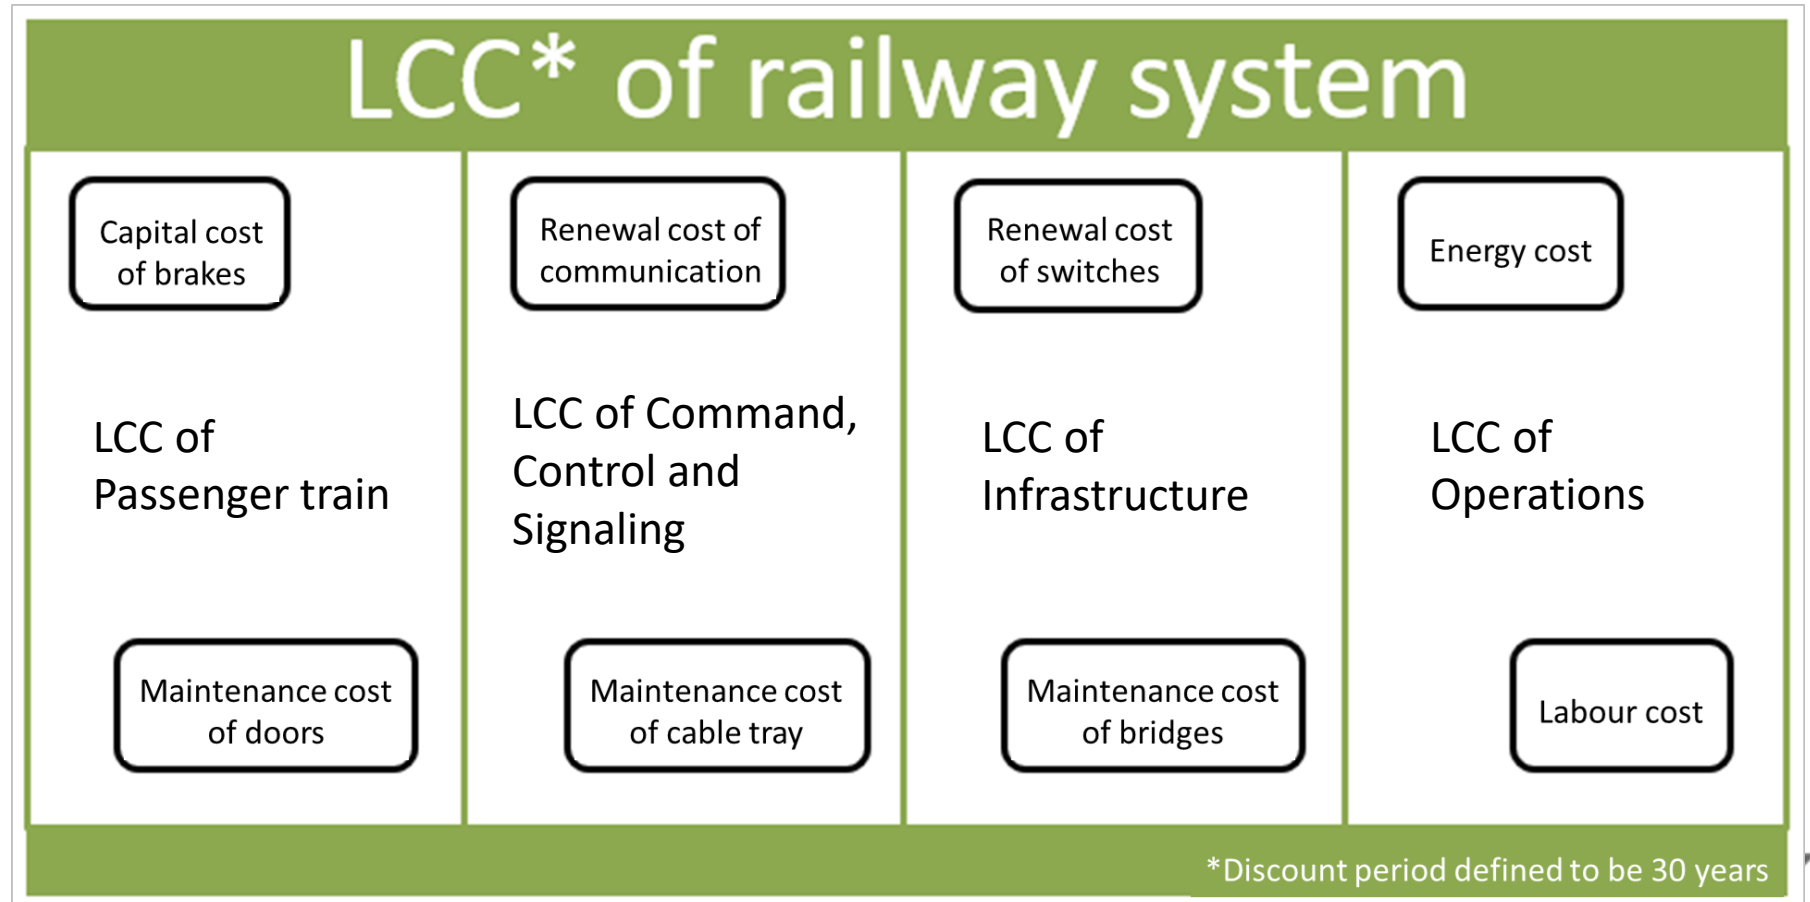 LCC* of railway system
Capital cost
of brakes
LCC of
Passenger train
Maintenance cost
of doors
Renewal cost of
communication
LCC of Command,
Control and
Signaling
Maintenance cost
of cable tray
Renewal cost
of switches
LCC of
Infrastructure
Maintenance cost
of bridges
Energy cost
LCC of
Operations
Labour cost
*Discount period defined to be 30 years